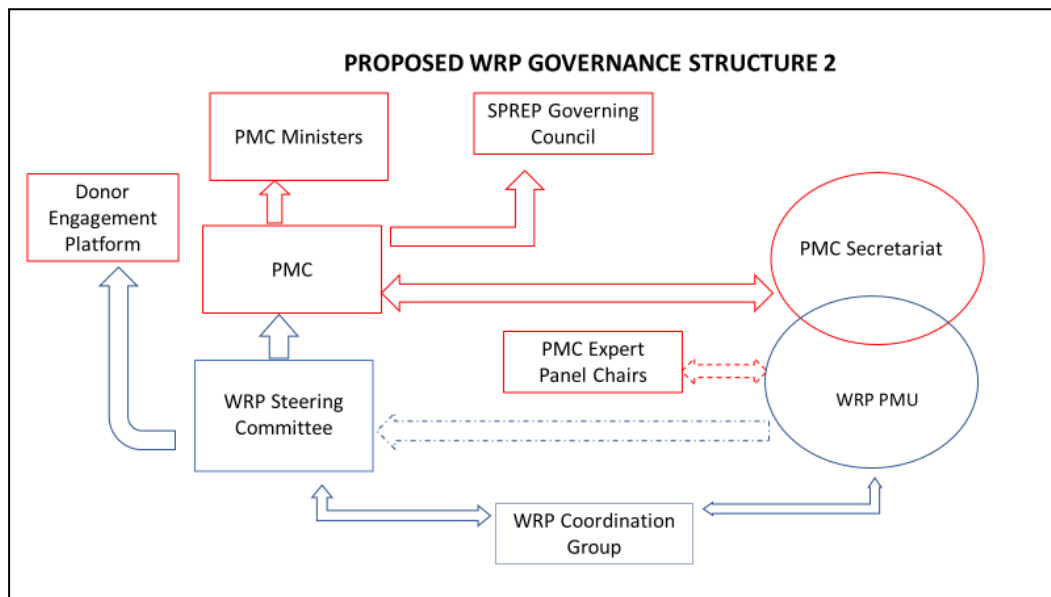 PROPOSED WRP GOVERNANCE STRUCTURE 2
SPREP Governing
Council
PMC Ministers
Donor
Engagement
Platform
PMC
PMC Secretariat
PMC Expert
Panel Chairs
WRP Steering
Committee
WRP PMU
WRP Coordination
Group